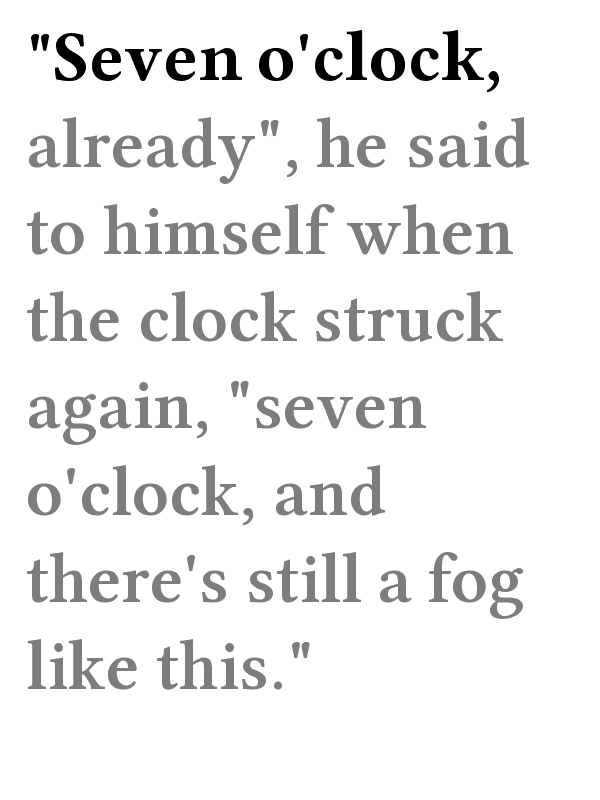 "Seven o'clock,
already", he said
to himself when
the clock struck
again, "seven
o'clock, and
there's still a fog
like this."